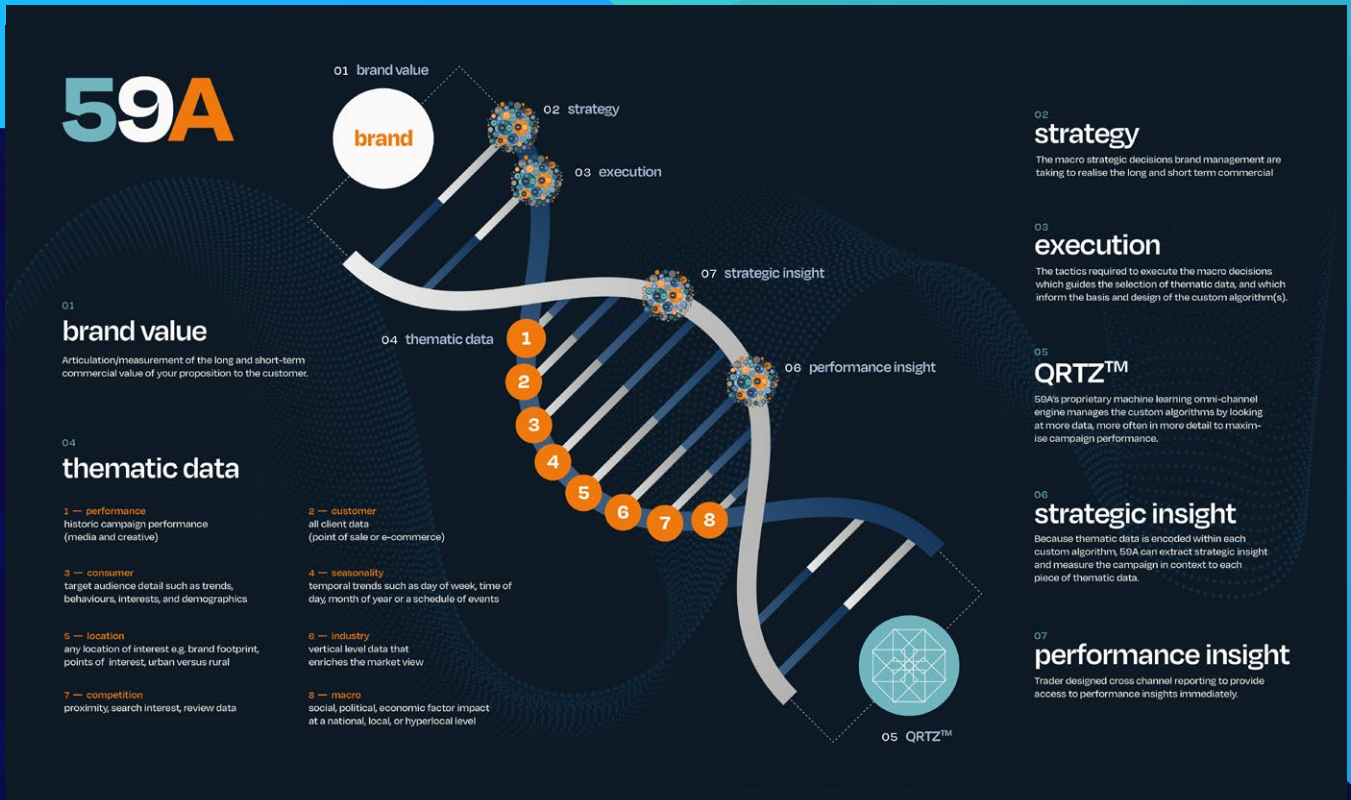 59A
01 brand value
brand
02 strategy
03 execution
07 strategic insight
04 thematic data
06 performance insight
1
2
3
4
5
6
7
8
05 QRTZ™
01
brand value
Articulation/measurement of the long and short-term
commercial value of your proposition to the customer.
04
thematic data
1 — performance
historic campaign performance
(media and creative)
2 — customer
all client data
(point of sale or e-commerce)
3 — consumer
target audience detail such as trends,
behaviours, interests, and demographics
4 — seasonality
temporal trends such as day of week, time of
day, month of year or a schedule of events
5 — location
any location of interest e.g. brand footprint,
points of interest, urban versus rural
6 — industry
vertical level data that
enriches the market view
7 — competition
proximity, search interest, review data
8 — macro
social, political, economic factor impact
at a national, local, or hyperlocal level
02
strategy
The macro strategic decisions brand management are
taking to realise the long and short term commercial
03
execution
The tactics required to execute the macro decisions
which guides the selection of thematic data, and which
inform the basis and design of the custom algorithm(s).
05
QRTZ™
59A's proprietary machine learning omni-channel
engine manages the custom algorithms by looking
at more data, more often in more detail to maxim-
ise campaign performance.
06
strategic insight
Because thematic data is encoded within each
custom algorithm, 59A can extract strategic insight
and measure the campaign in context to each
piece of thematic data.
07
performance insight
Trader designed cross channel reporting to provide
access to performance insights immediately.